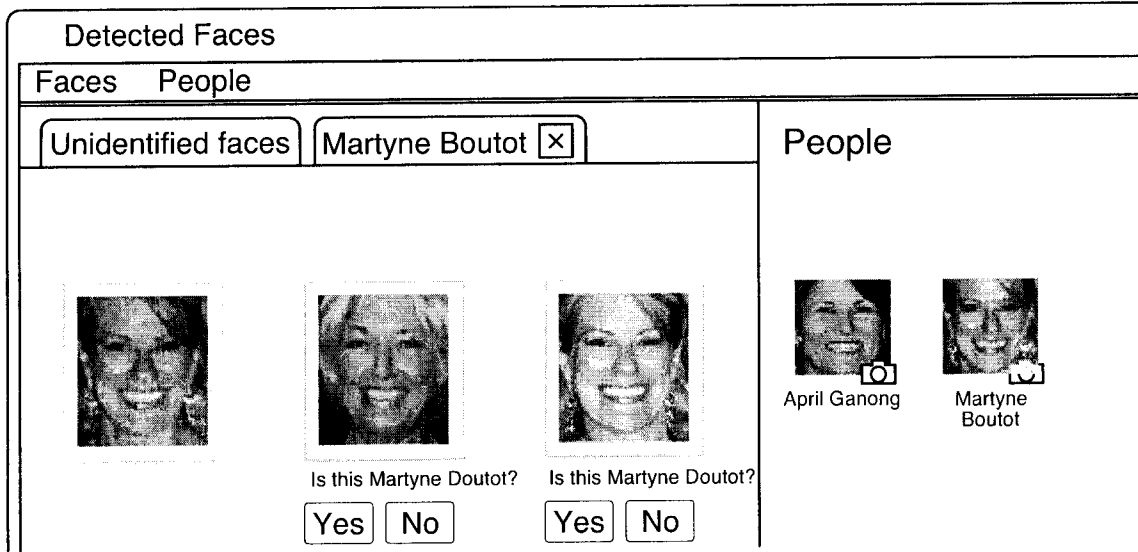 Detected Faces
Faces People
Unidentified faces Martyne Boutot
People
April Ganong
Martyne
Boutot
Is this Martyne Doutot?
Is this Martyne Doutot?
Yes No
Yes No